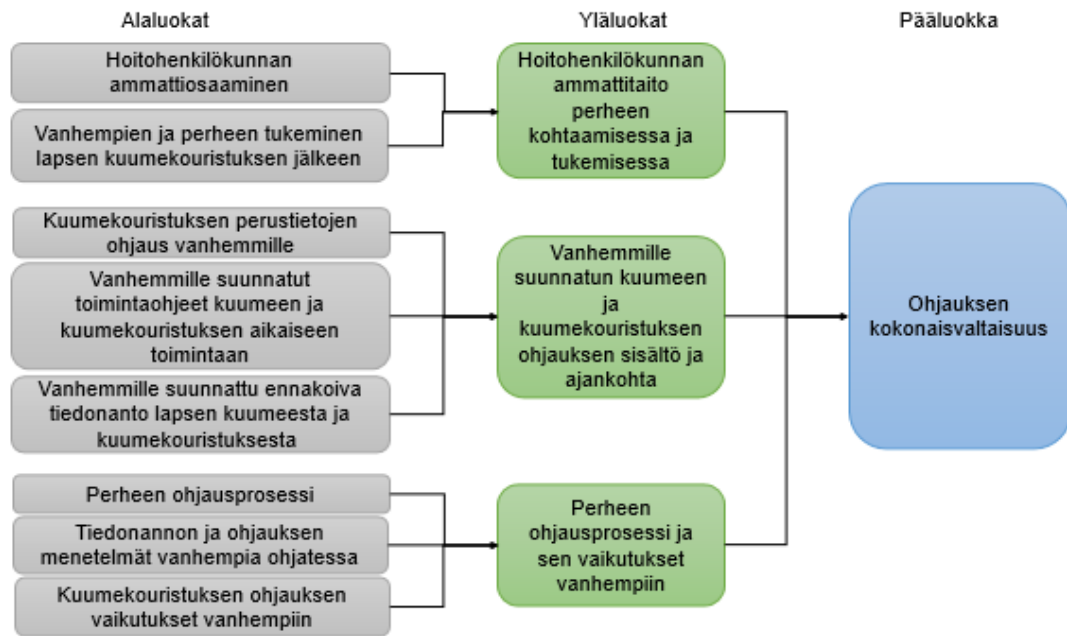 Alaluokat
Yläluokat
Pääluokka
Hoitohenkilökunnan
ammattiosaaminen
Vanhempien ja perheen tukeminen
lapsen kuumekouristuksen jälkeen
Hoitohenkilökunnan
ammattitaito
perheen
kohtaamisessa ja
tukemisessa
Kuumekouristuksen perustietojen
ohjaus vanhemmille
Vanhemmille suunnatut
toimintaohjeet kuumeen ja
kuumekouristuksen aikaiseen
toimintaan
Vanhemmille suunnattu ennakoiva
tiedonanto lapsen kuumeesta ja
kuumekouristuksesta
Vanhemmille
suunnatun kuumeen
ja
kuumekouristuksen
ohjauksen sisältö ja
ajankohta
Ohjauksen
kokonaisvaltaisuus
Perheen ohjausprosessi
Tiedonannon ja ohjauksen
menetelmät vanhempia ohjatessa
Kuumekouristuksen ohjauksen
vaikutukset vanhempiin
Perheen
ohjausprosessi ja
sen vaikutukset
vanhempiin